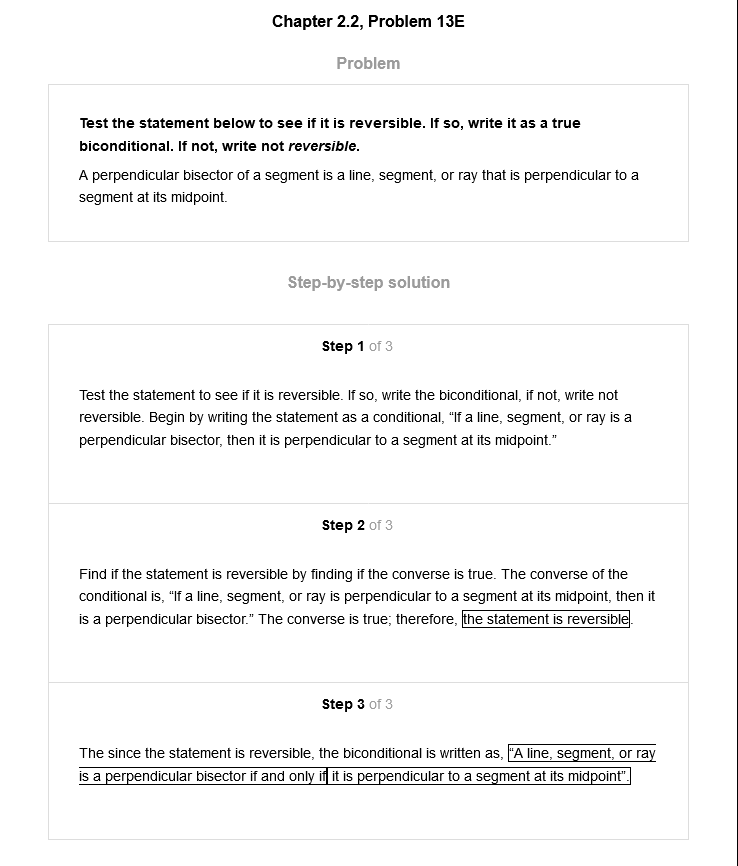 Chapter 2.2, Problem 13E
Problem
Test the statement below to see if it is reversible. If so, write it as a true
biconditional. If not, write not reversible.
A perpendicular bisector of a segment is a line, segment, or ray that is perpendicular to a
segment at its midpoint.
Step-by-step solution
Step 1 of 3
Test the statement to see if it is reversible. If so, write the biconditional, if not, write not
reversible. Begin by writing the statement as a conditional, “If a line, segment, or ray is a
perpendicular bisector, then it is perpendicular to a segment at its midpoint.”
Step 2 of 3
Find if the statement is reversible by finding if the converse is true. The converse of the
conditional is, “If a line, segment, or ray is perpendicular to a segment at its midpoint, then it
is a perpendicular bisector.” The converse is true; therefore, the statement is reversible.
Step 3 of 3
The since the statement is reversible, the biconditional is written as, “A line, segment, or ray
is a perpendicular bisector if and only if it is perpendicular to a segment at its midpoint”.